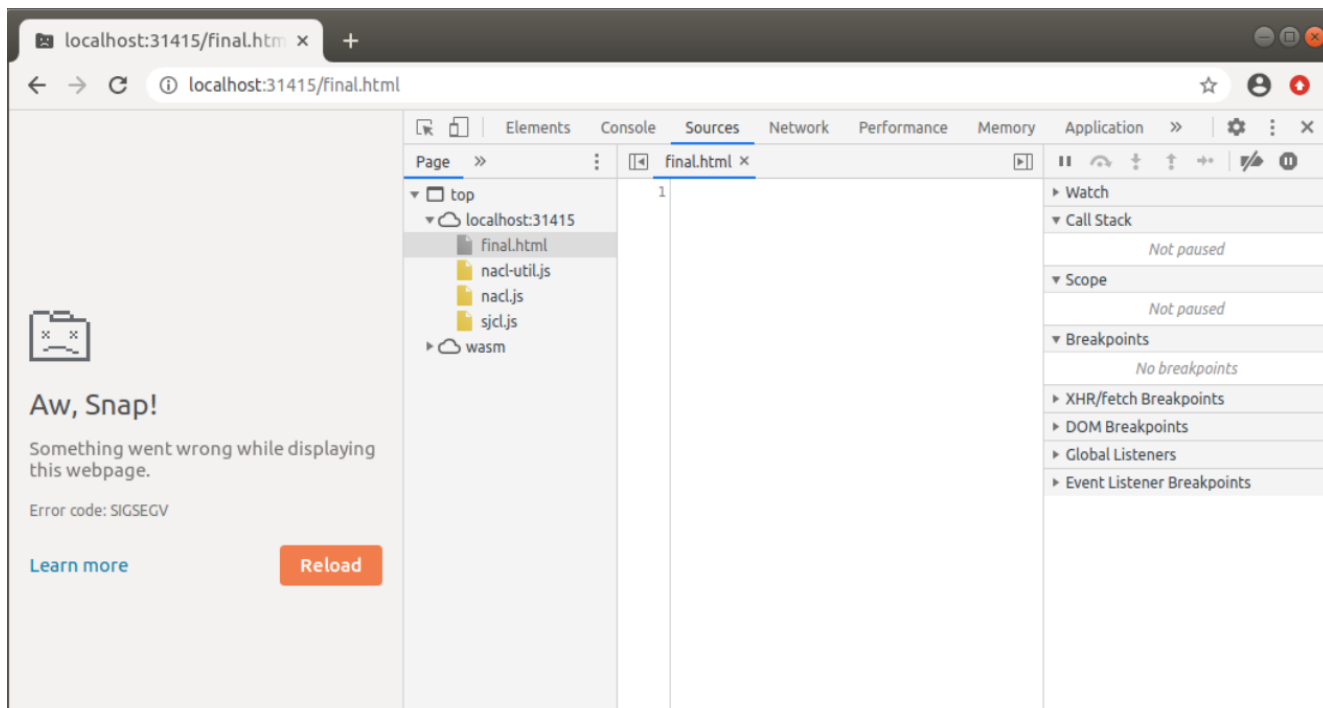 localhost:31415/final.htm
localhost:31415/final.html
Elements Console Sources Network Performance Memory Application »
Page » final.html
top
localhost:31415
final.html
nacl-util.js
nacl.js
sjcl.js
wasm
1
Watch
Call Stack
Not paused
Scope
Not paused
Breakpoints
No breakpoints
XHR/fetch Breakpoints
DOM Breakpoints
Global Listeners
Event Listener Breakpoints
Aw, Snap!
Something went wrong while displaying
this webpage.
Error code: SIGSEGV
Learn more Reload